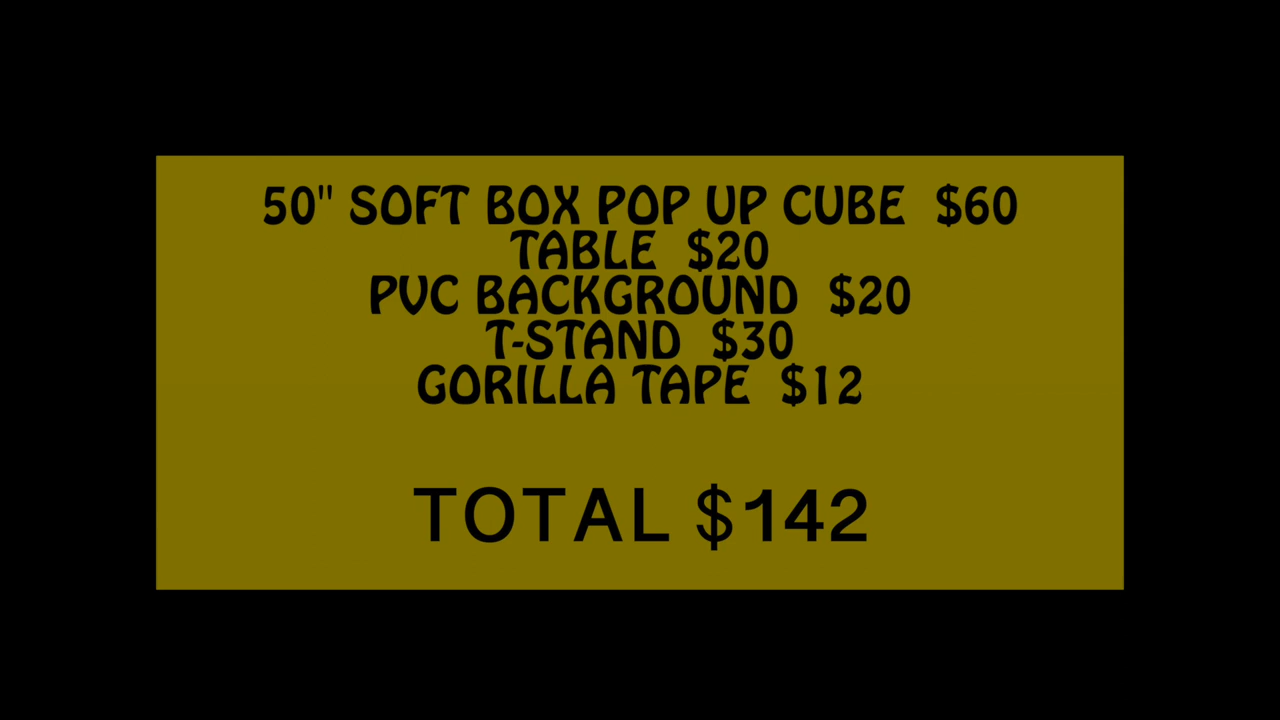 50" SOFT BOX POP UP CUBE  $60
TABLE  $20
PVC BACKGROUND  $20
T-STAND  $30
GORILLA TAPE  $12
TOTAL $142